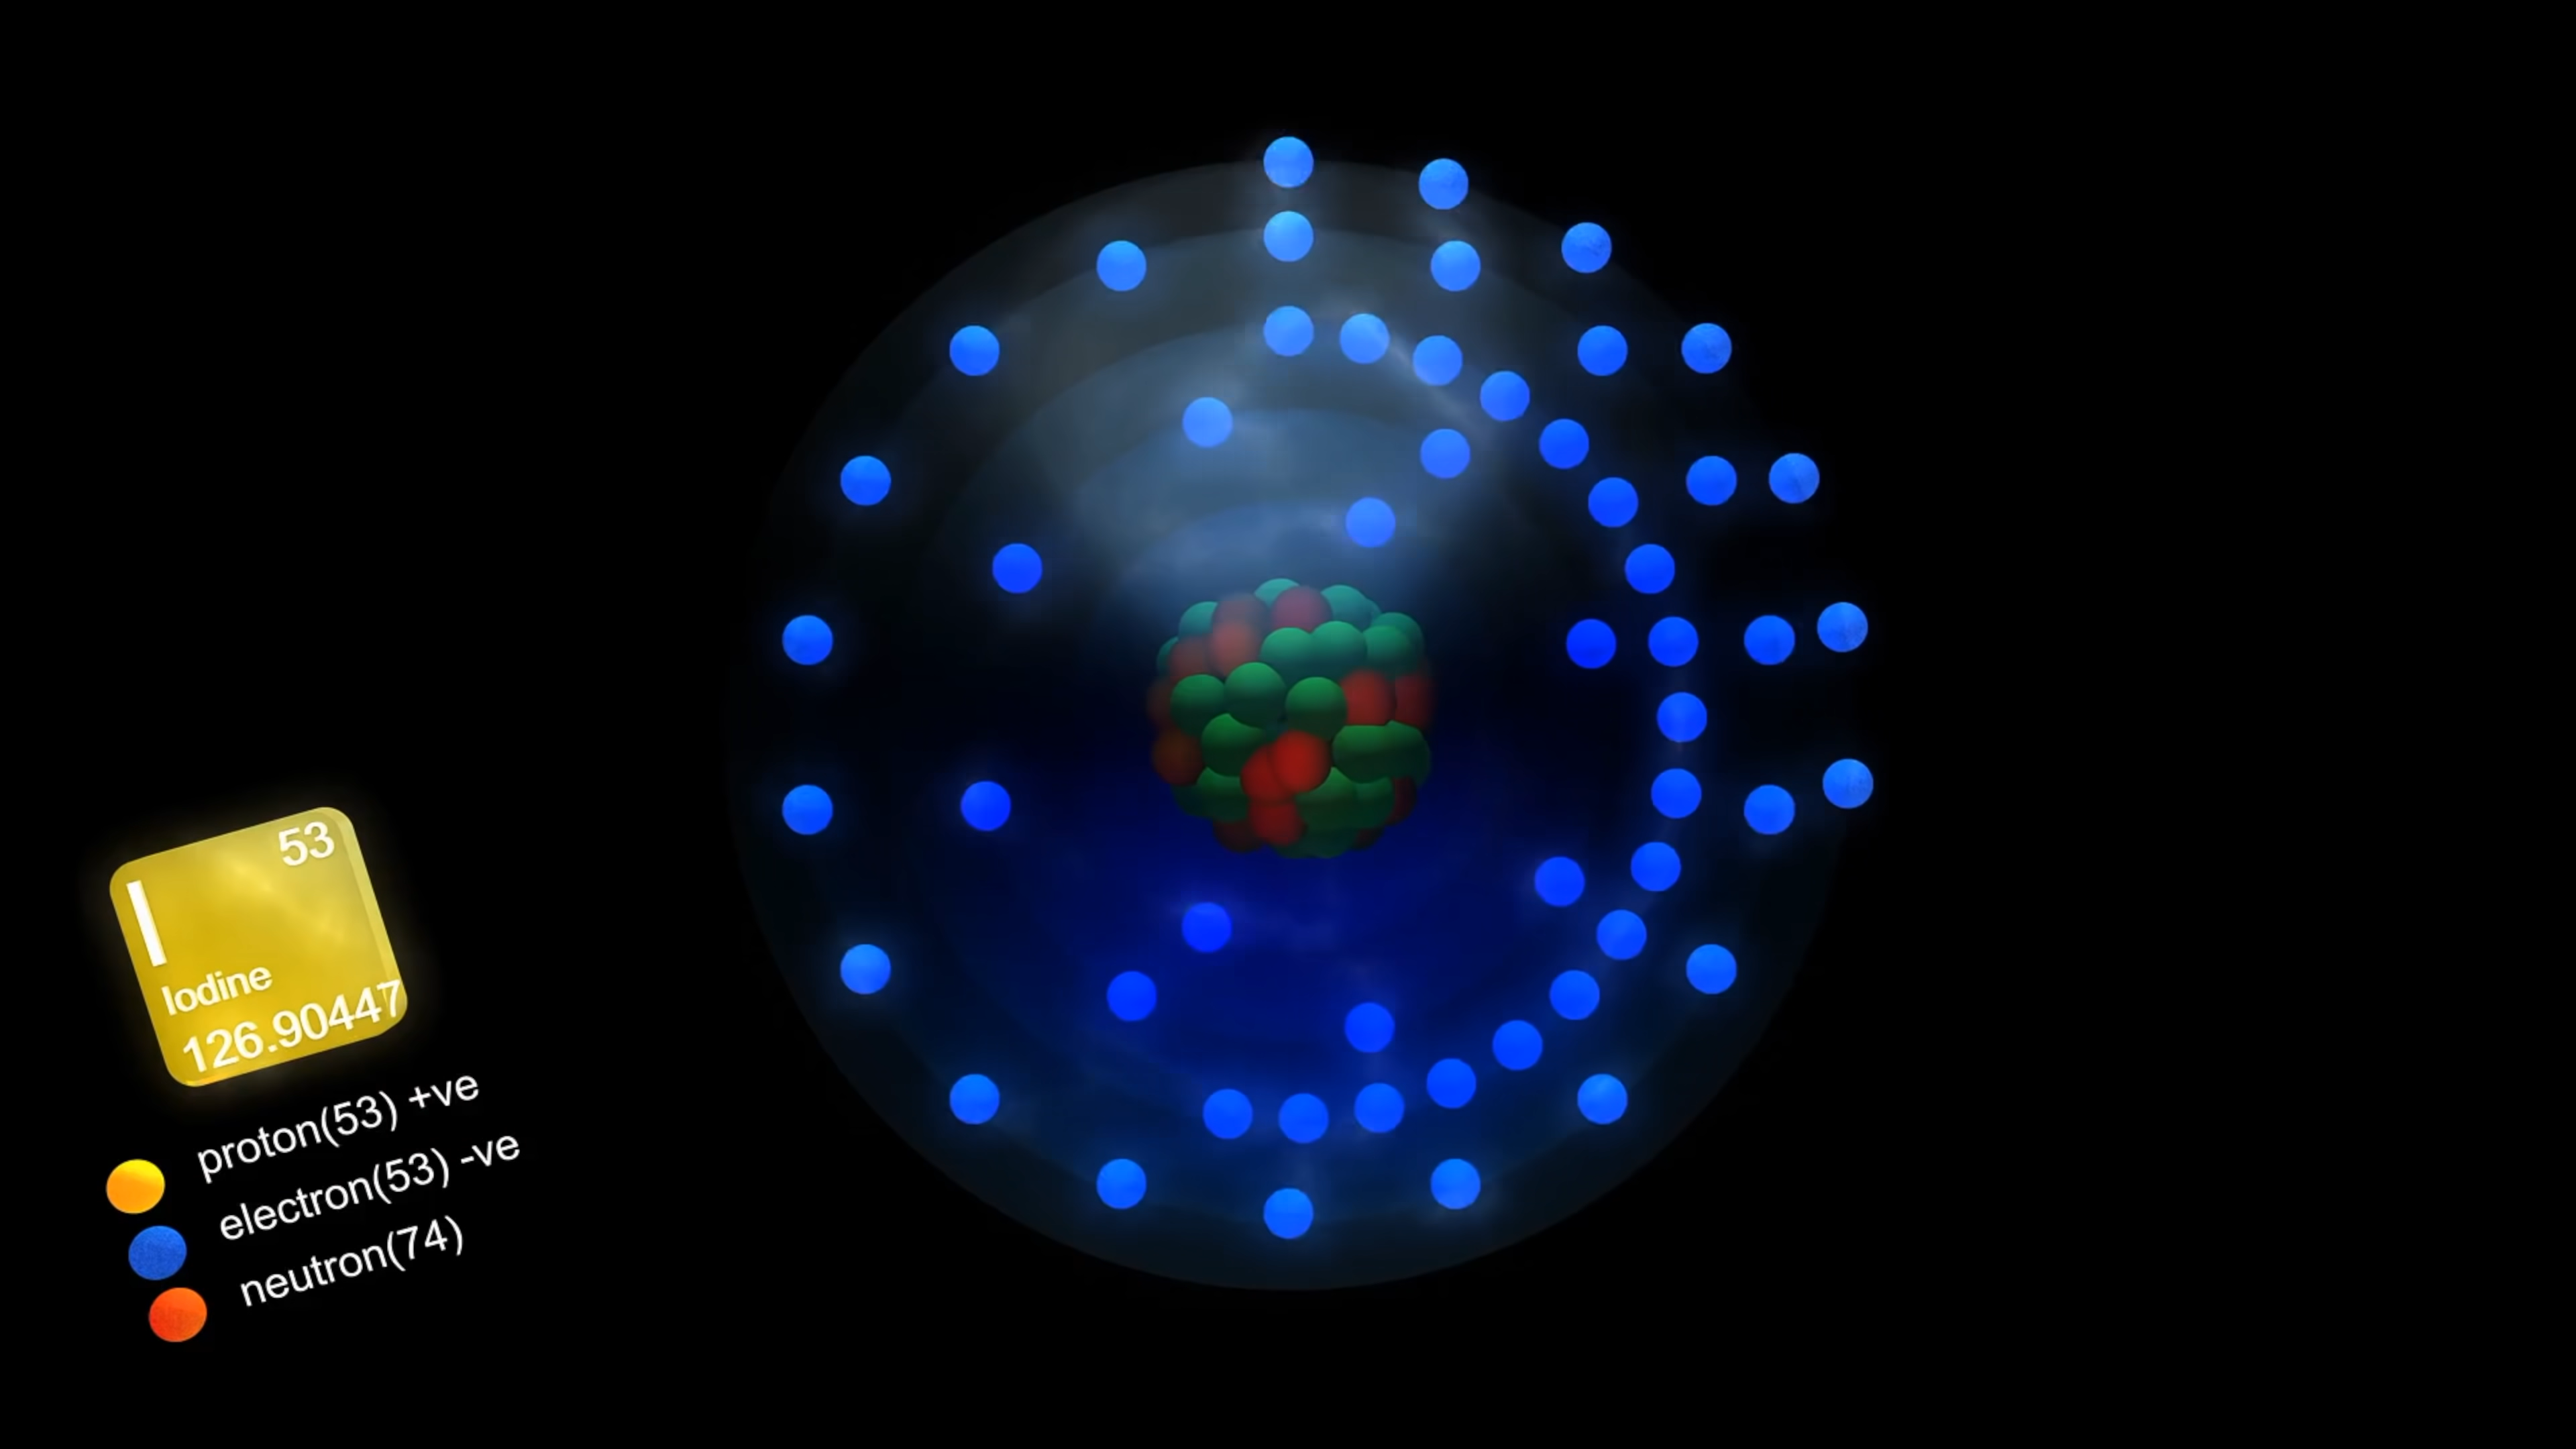 53
I
Iodine
126.90447
proton(53) +ve
electron(53) -ve
neutron(74)